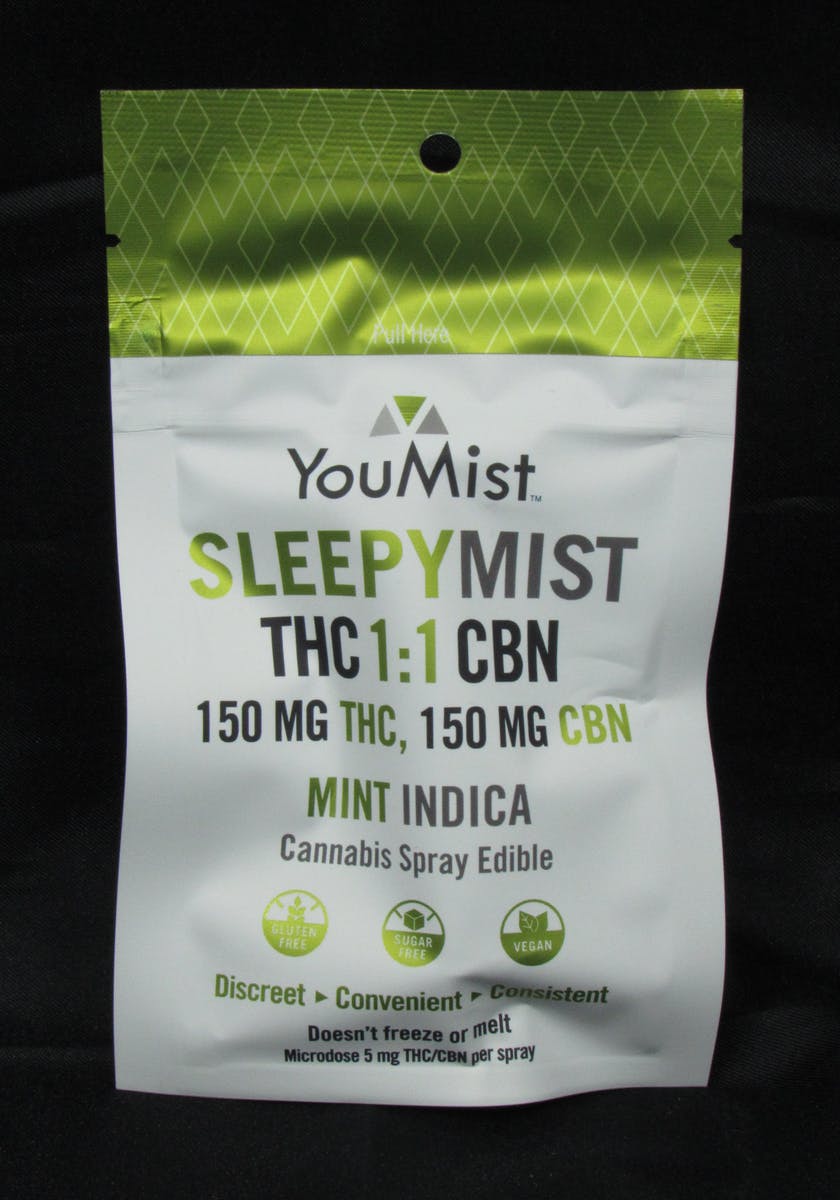 Pull Here
YouMist™
SLEEPYMIST
THC 1:1 CBN
150 MG THC, 150 MG CBN
MINT INDICA
Cannabis Spray Edible
GLUTEN
FREE
SUGAR
FREE
VEGAN
Discreet ▸ Convenient ▸ Consistent
Doesn't freeze or melt
Microdose 5 mg THC/CBN per spray